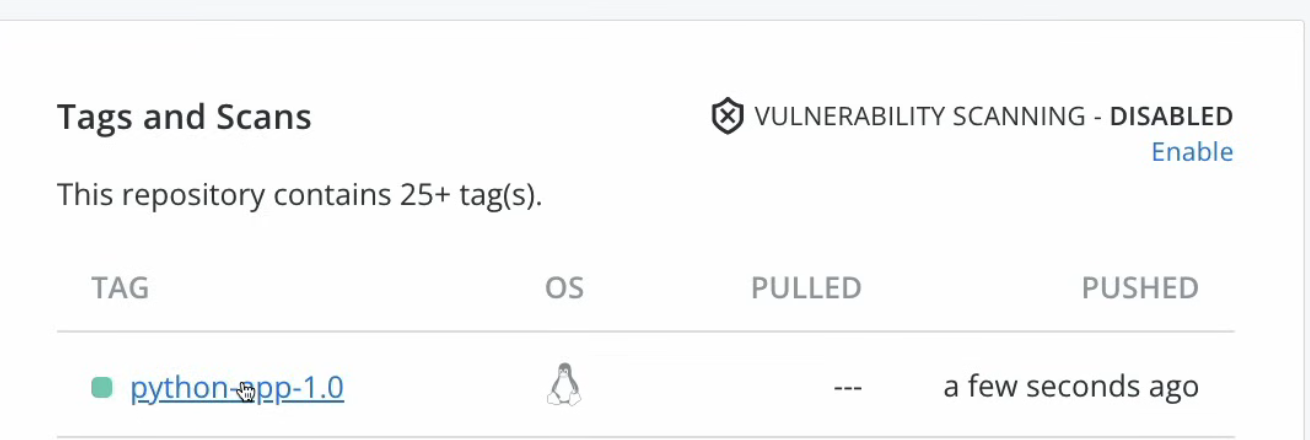 Tags and Scans
VULNERABILITY SCANNING - DISABLED
Enable
This repository contains 25+ tag(s).
TAG OS PULLED PUSHED
python-app-1.0 --- a few seconds ago